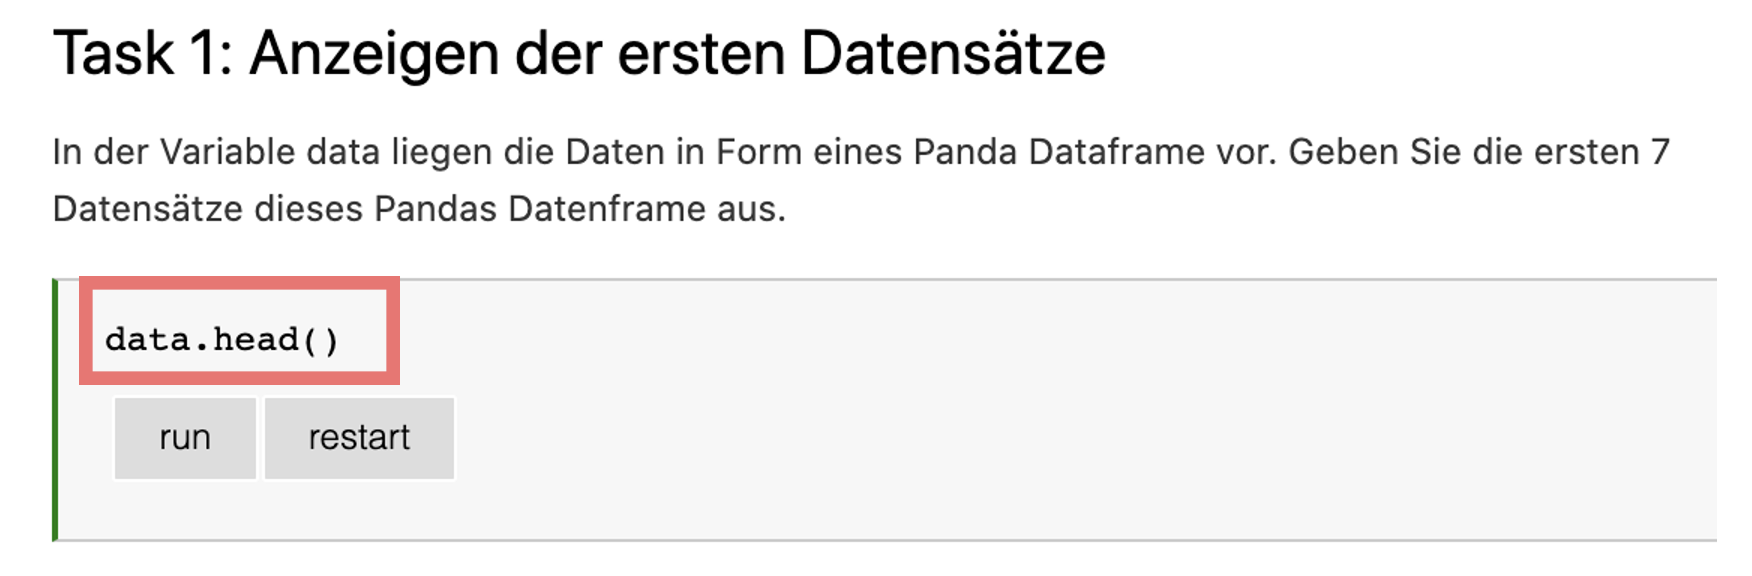 Task 1: Anzeigen der ersten Datensätze
In der Variable data liegen die Daten in Form eines Panda Dataframe vor. Geben Sie die ersten 7
Datensätze dieses Pandas Datenframe aus.
data.head()
run restart